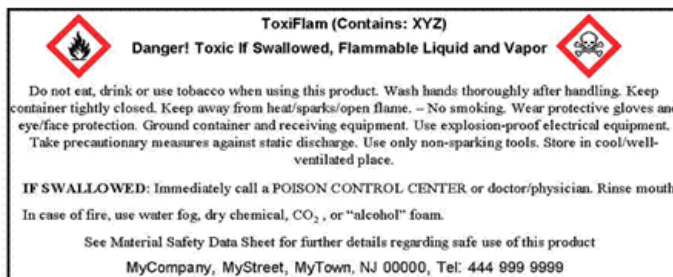 ToxiFlam (Contains: XYZ)
Danger! Toxic If Swallowed, Flammable Liquid and Vapor
Do not eat, drink or use tobacco when using this product. Wash hands thoroughly after handling. Keep
container tightly closed. Keep away from heat/sparks/open flame. – No smoking. Wear protective gloves and
eye/face protection. Ground container and receiving equipment. Use explosion-proof electrical equipment.
Take precautionary measures against static discharge. Use only non-sparking tools. Store in cool/well-
ventilated place.
IF SWALLOWED: Immediately call a POISON CONTROL CENTER or doctor/physician. Rinse mouth
In case of fire, use water fog, dry chemical, CO₂ , or “alcohol” foam.
See Material Safety Data Sheet for further details regarding safe use of this product
MyCompany, MyStreet, MyTown, NJ 00000, Tel: 444 999 9999